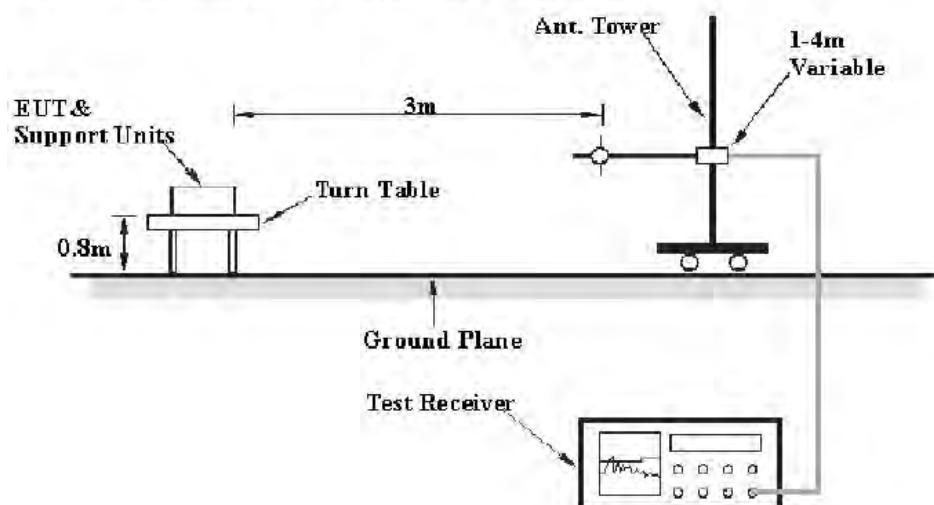 Ant. Tower
1-4m
Variable
EUT &
Support Units
3m
Turn Table
0.8m
Ground Plane
Test Receiver